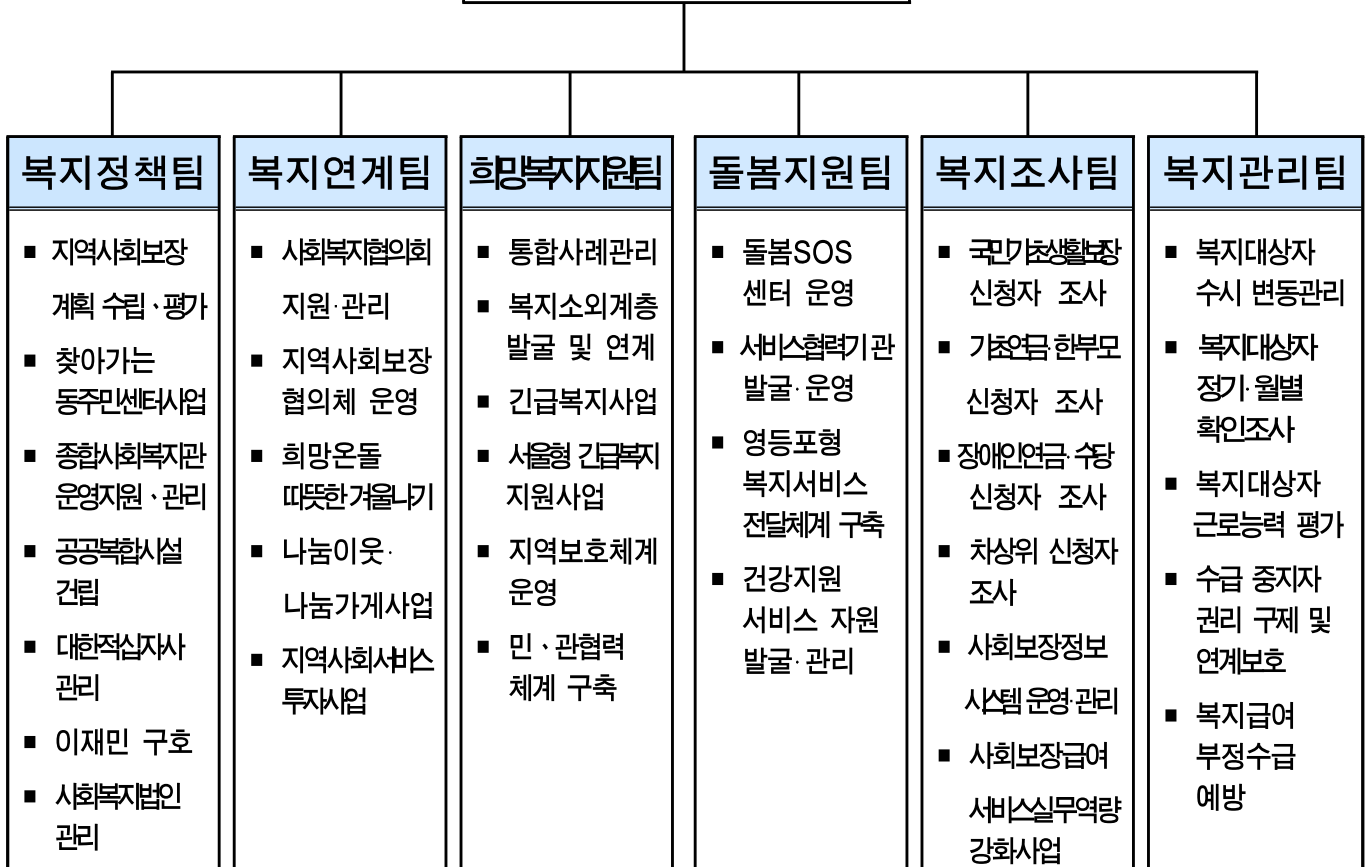 복지정책팀
■ 지역사회보장
계획 수립、평가
■ 찾아가는
동주민센터사업
■ 종합사회복지관
운영지원、관리
■ 공공복합시설
건립
■ 대한적십자사
관리
■ 이재민 구호
■ 사회복지법인
관리
복지연계팀
■ 사회복지협의회
지원·관리
■ 지역사회보장
협의체 운영
■ 희망온돌
따뜻한 겨울나기
■ 나눔이웃·
나눔가게사업
■ 지역사회서비스
투자사업
희망복지지원팀
■ 통합사례관리
■ 복지소외계층
발굴 및 연계
■ 긴급복지사업
■ 서울형 긴급복지
지원사업
■ 지역보호체계
운영
■ 민、관협력
체계 구축
돌봄지원팀
■ 돌봄SOS
센터 운영
■ 서비스협력기관
발굴·운영
■ 영등포형
복지서비스
전달체계 구축
■ 건강지원
서비스 자원
발굴·관리
복지조사팀
■ 국민기초생활보장
신청자 조사
■ 기초연금·한부모
신청자 조사
■ 장애인연금·수당
신청자 조사
■ 차상위 신청자
조사
■ 사회보장정보
시스템 운영·관리
■ 사회보장급여
서비스실무역량
강화사업
복지관리팀
■ 복지대상자
수시 변동관리
■ 복지대상자
정기·월별
확인조사
■ 복지대상자
근로능력 평가
■ 수급 중지자
권리 구제 및
연계보호
■ 복지급여
부정수급
예방